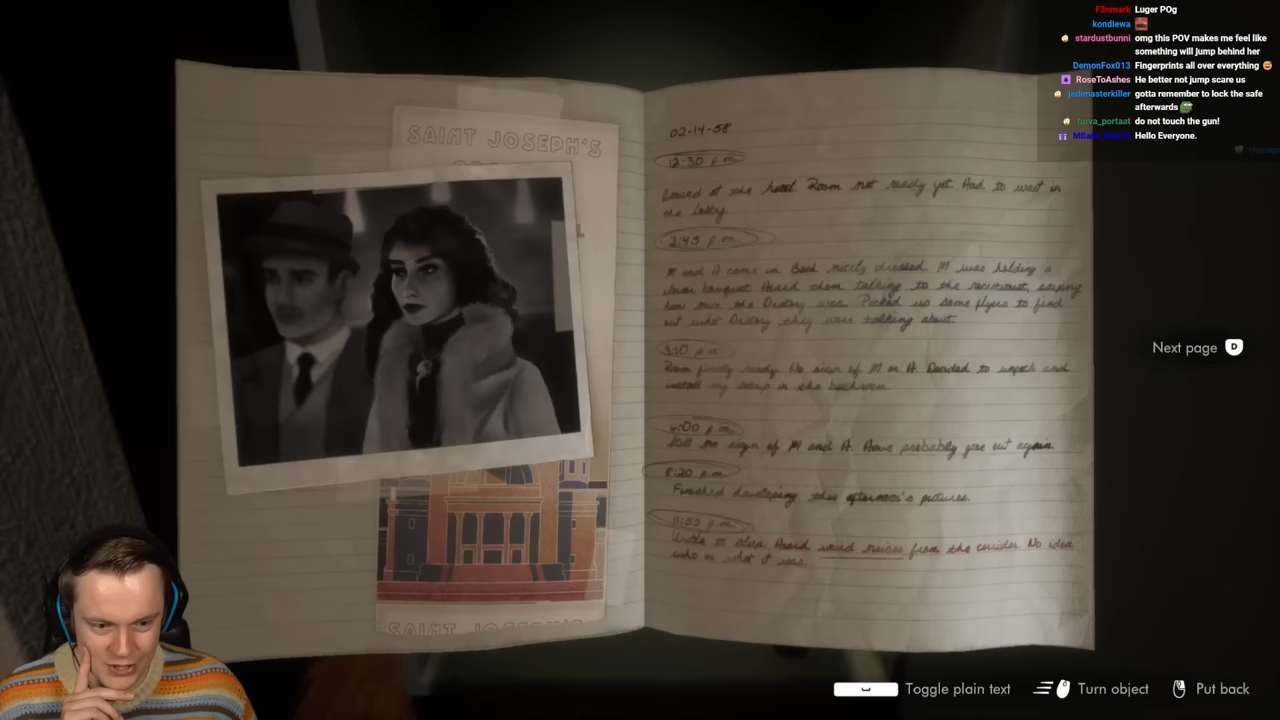 F3nmark Luger POg
kondiewa
stardustbunni omg this POV makes me feel like
something will jump behind her
DemonFox013 Fingerprints all over everything
RoseToAshes He better not jump scare us
jedimasterkiller gotta remember to lock the safe
afterwards
turva_portaat do not touch the gun!
Hello Everyone.
SAINT JOSEPH'S
SAINT JOSEPH'S
02-14-58
12:30 p.m.
Arrived at the hotel. Room not ready yet. Had to wait in
the lobby.
2:45 p.m.
M and A came in. Both nicely dressed. M was holding a
bouquet. Heard them talking to the receptionist, saying
how nice the Oratory was. Picked up some flyers to find
out what Oratory they were talking about.
3:40 p.m.
Room finally ready. No sign of M or A. Decided to unpack and
install my setup in the bathroom.
6:00 p.m.
Still no sign of M and A. Have probably gone out again.
8:20 p.m.
Finished developing this afternoon's pictures.
11:55 p.m.
to sleep. Heard weird noises from the corridor. No idea
who or what it was.
Next page D
Toggle plain text
Turn object
Put back